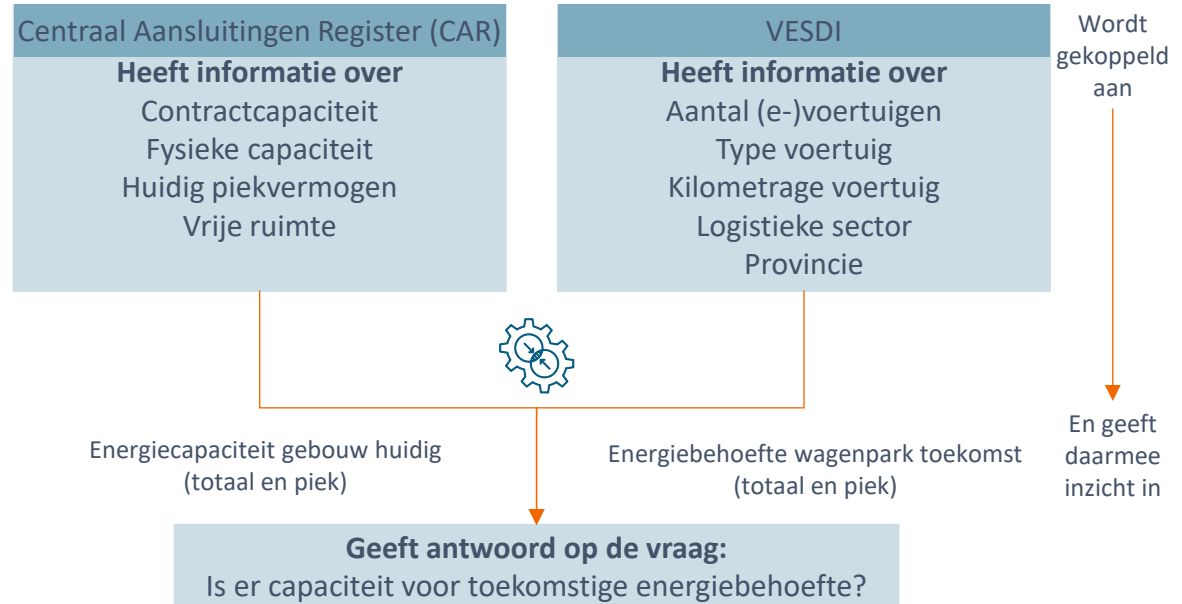 Centraal Aansluitingen Register (CAR)
Heeft informatie over
Contractcapaciteit
Fysieke capaciteit
Huidig piekvermogen
Vrije ruimte
VESDI
Heeft informatie over
Aantal (e-)voertuigen
Type voertuig
Kilometrage voertuig
Logistieke sector
Provincie
Wordt
gekoppeld
aan
Energiecapaciteit gebouw huidig
(totaal en piek)
Energiebehoefte wagenpark toekomst
(totaal en piek)
En geeft
daarmee
inzicht in
Geeft antwoord op de vraag:
Is er capaciteit voor toekomstige energiebehoefte?